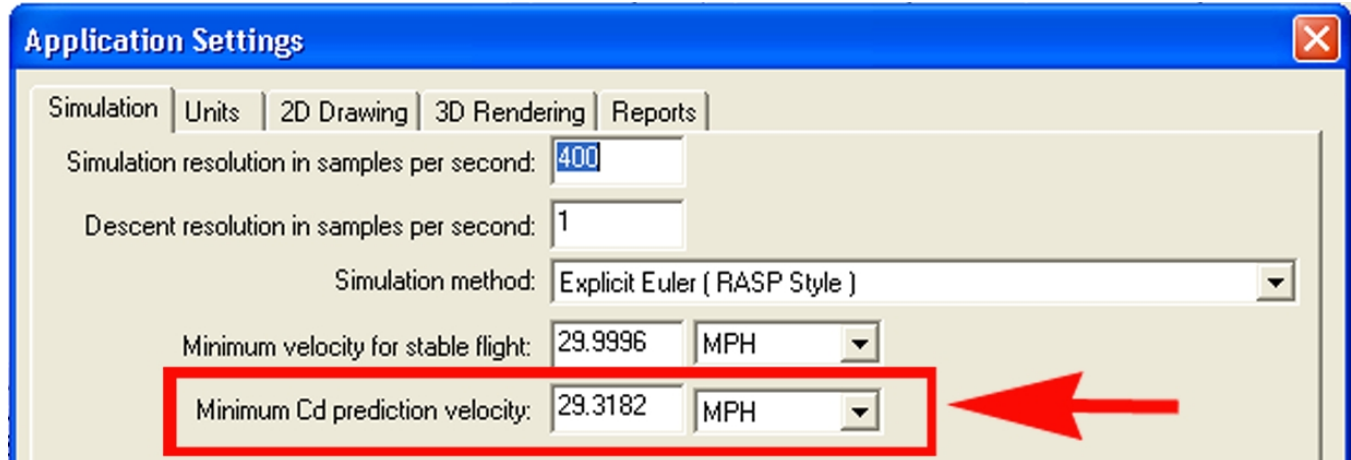 Application Settings
Simulation Units 2D Drawing 3D Rendering Reports
Simulation resolution in samples per second: 400
Descent resolution in samples per second: 1
Simulation method: Explicit Euler ( RASP Style )
Minimum velocity for stable flight: 29.9996 MPH
Minimum Cd prediction velocity: 29.3182 MPH